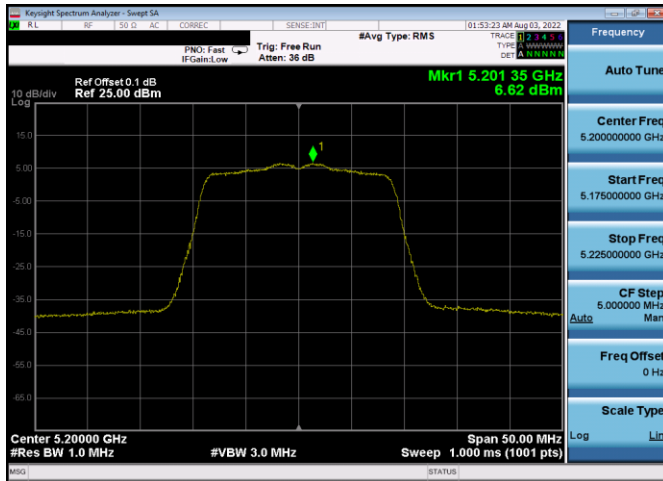 Keysight Spectrum Analyzer - Swept SA
RL RF 50 Ω AC CORREC SENSE:INT 01:53:23 AM Aug 03, 2022
#Avg Type: RMS
TRACE 1 2 3 4 5 6
PNO: Fast Trig: Free Run TYPE A WWWWW
IFGain:Low Atten: 36 dB DET A N N N N N
Mkr1 5.201 35 GHz
6.62 dBm
Ref Offset 0.1 dB
10 dB/div Ref 25.00 dBm
Log
1
15.0
5.00
-5.00
-15.0
-25.0
-35.0
-45.0
-55.0
-65.0
Center 5.20000 GHz Span 50.00 MHz
#Res BW 1.0 MHz #VBW 3.0 MHz Sweep 1.000 ms (1001 pts)
MSG STATUS
Frequency
Auto Tune
Center Freq
5.200000000 GHz
Start Freq
5.175000000 GHz
Stop Freq
5.225000000 GHz
CF Step
5.000000 MHz
Auto Man
Freq Offset
0 Hz
Scale Type
Log Lin